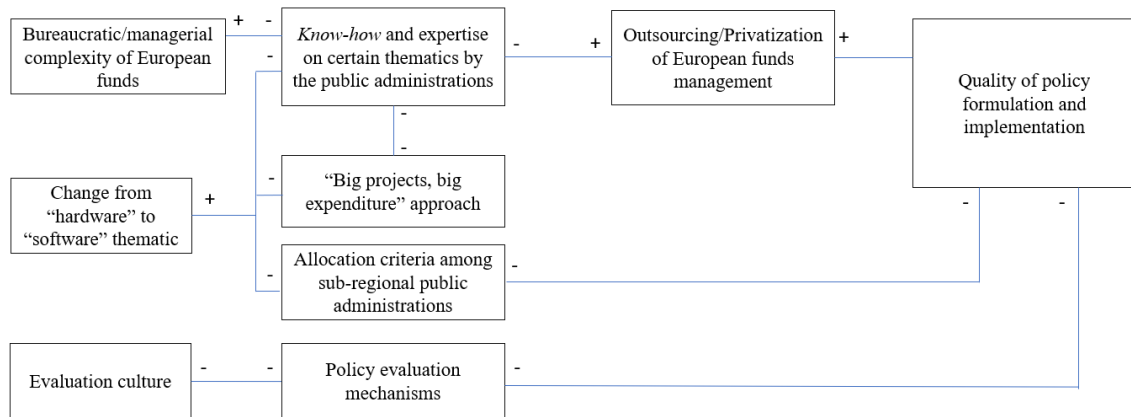 Bureaucratic/managerial
complexity of European
funds
+
-
Know-how and expertise
on certain thematics by
the public administrations
-
-
+
Outsourcing/Privatization
of European funds
management
+
Quality of policy
formulation and
implementation
-
-
Change from
“hardware” to
“software” thematic
+
-
“Big projects, big
expenditure” approach
-
-
-
Allocation criteria among
sub-regional public
administrations
-
-
Evaluation culture
-
-
Policy evaluation
mechanisms
-
-